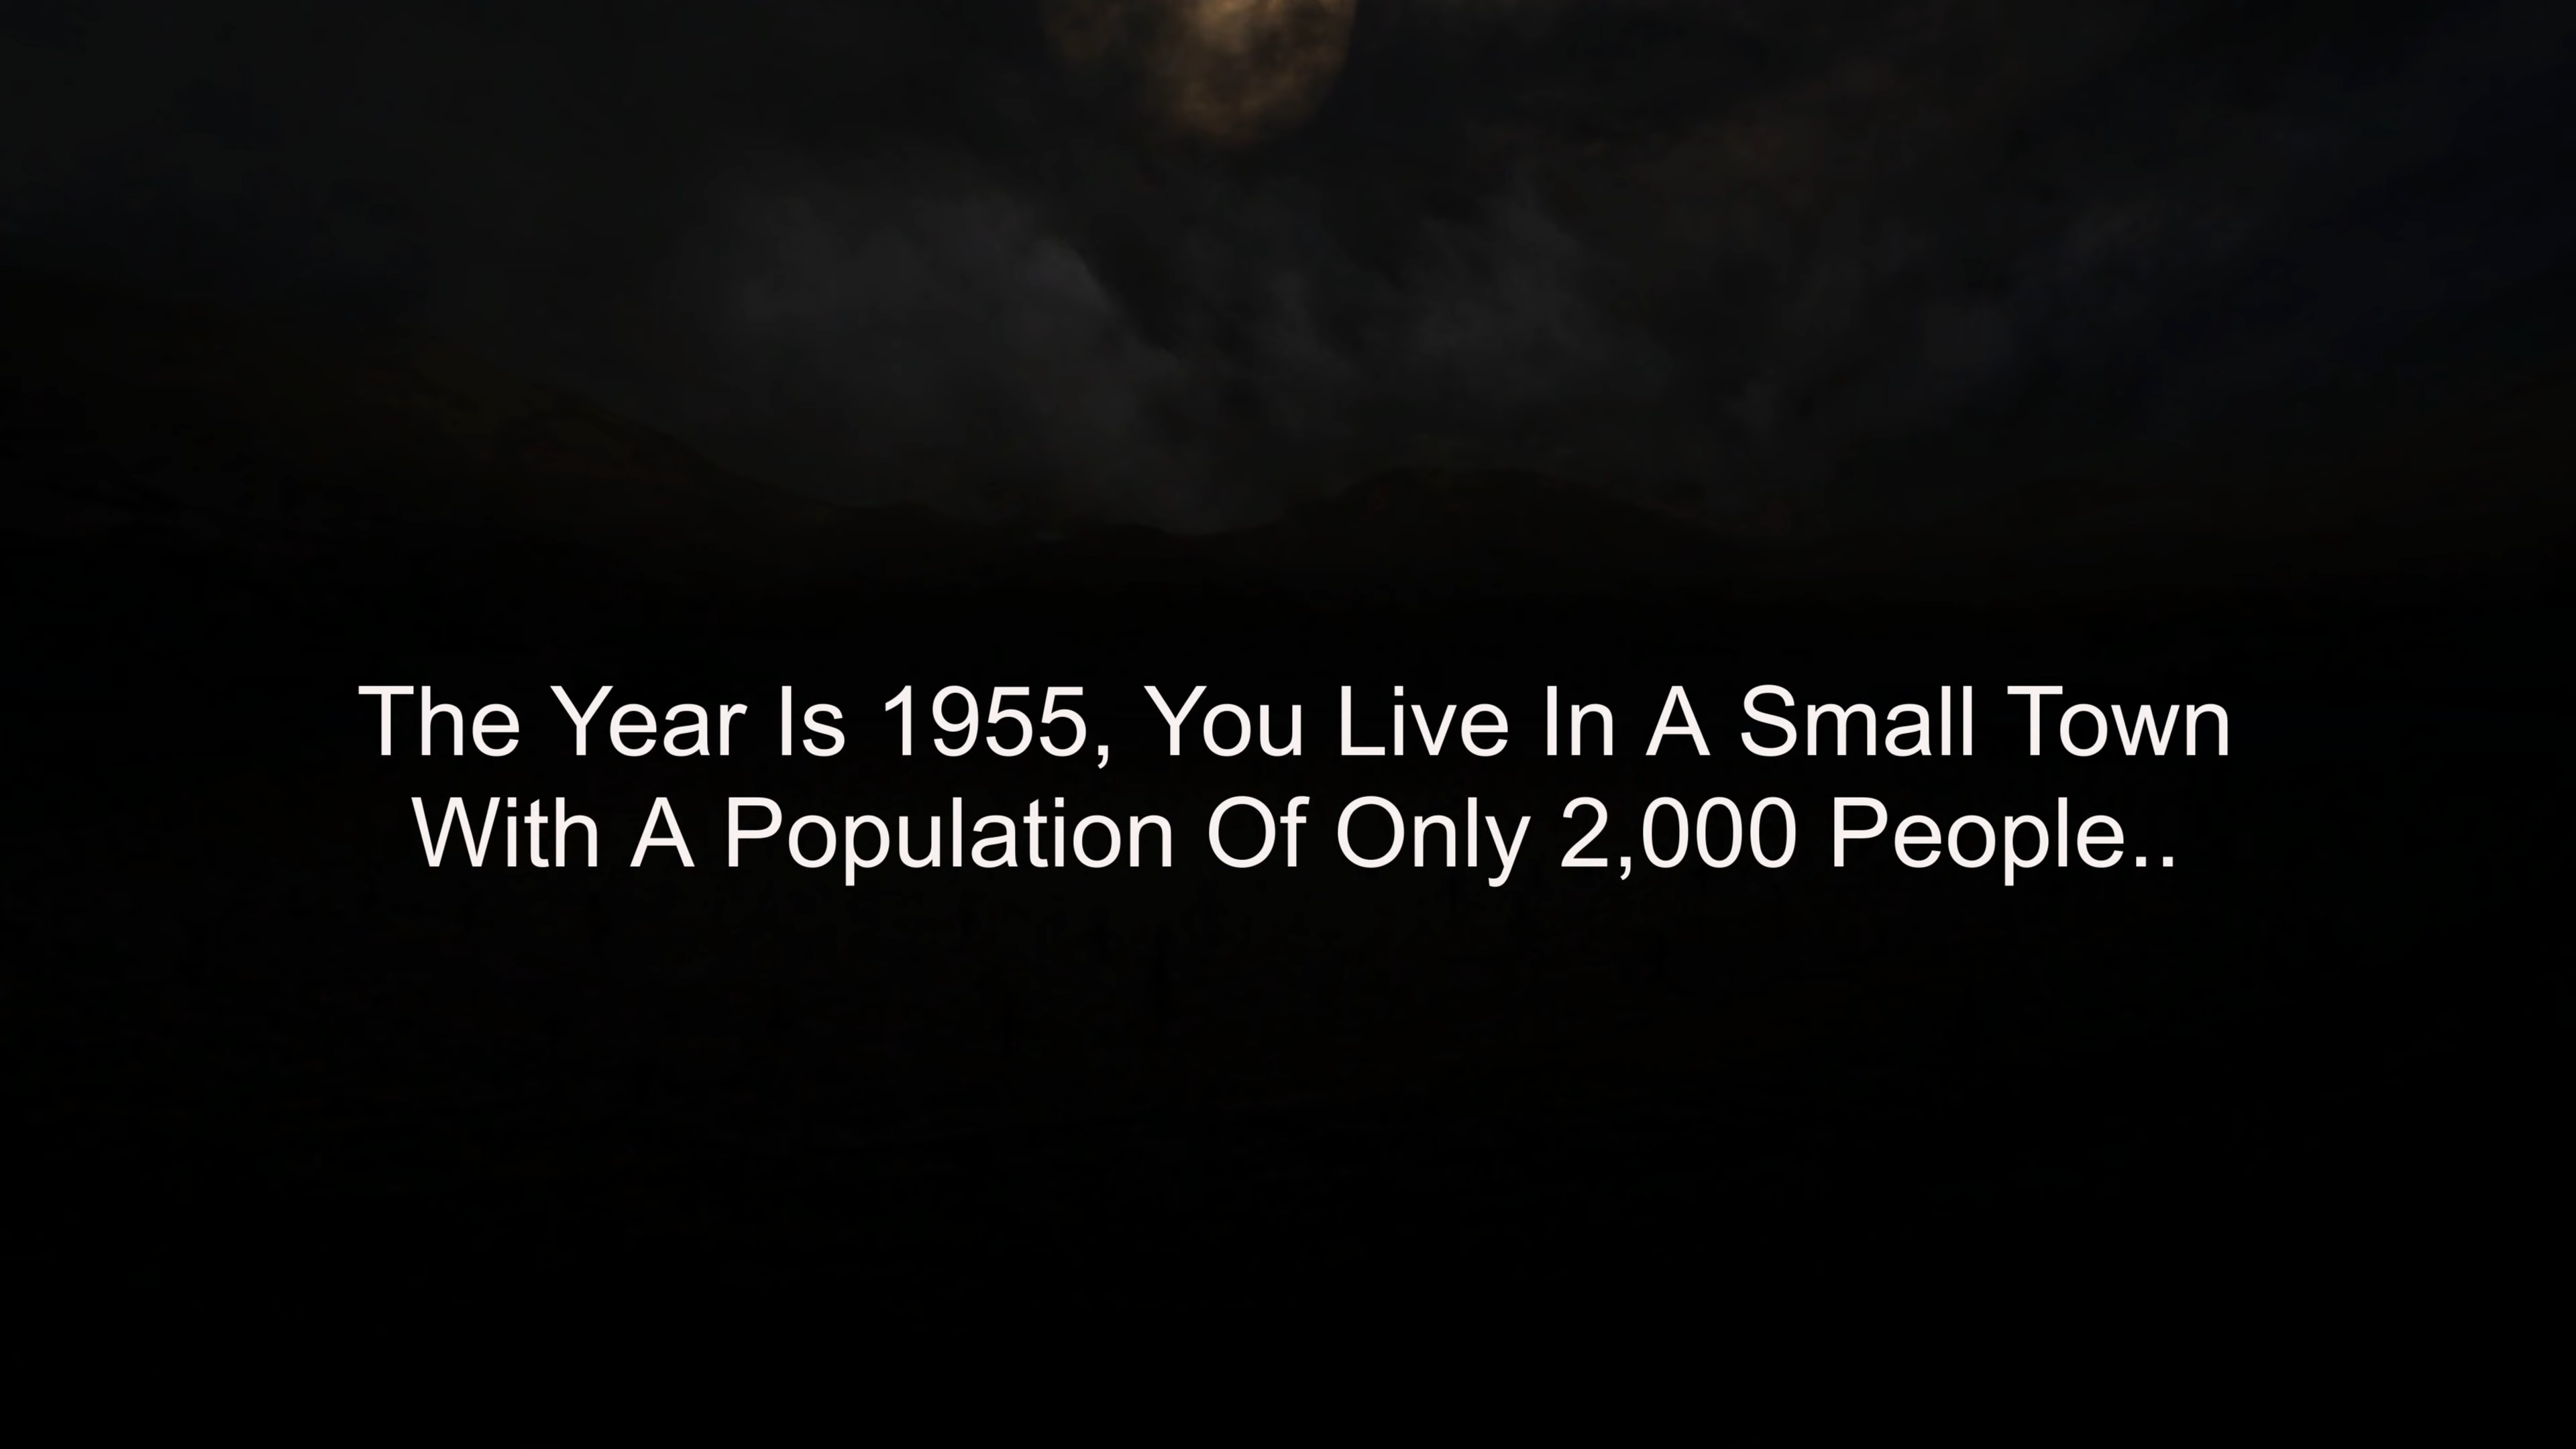 The Year Is 1955, You Live In A Small Town
With A Population Of Only 2,000 People..